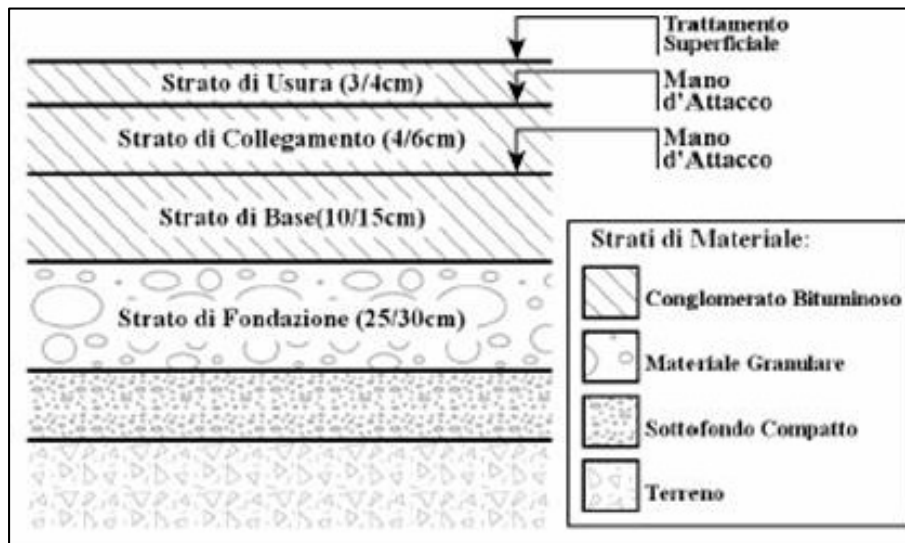 Trattamento
Superficiale
Strato di Usura (3/4cm)
Mano
d'Attacco
Strato di Collegamento (4/6cm)
Mano
d'Attacco
Strato di Base(10/15cm)
Strato di Fondazione (25/30cm)
Strati di Materiale:
Conglomerato Bituminoso
Materiale Granulare
Sottofondo Compatto
Terreno